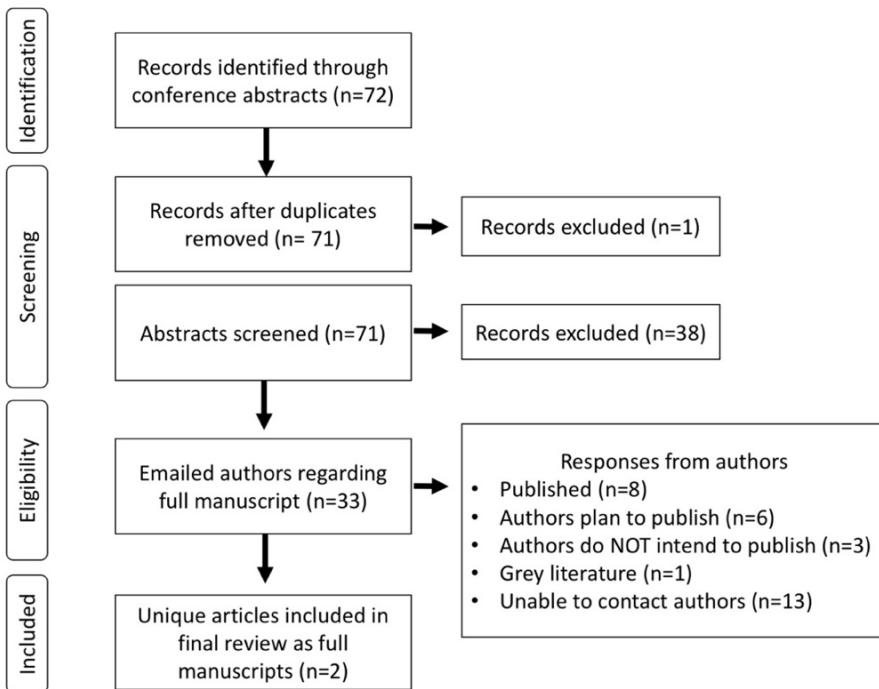 Identification
Records identified through
conference abstracts (n=72)
Screening
Records after duplicates
removed (n= 71)
Records excluded (n=1)
Abstracts screened (n=71)
Records excluded (n=38)
Eligibility
Emailed authors regarding
full manuscript (n=33)
Responses from authors
• Published (n=8)
• Authors plan to publish (n=6)
• Authors do NOT intend to publish (n=3)
• Grey literature (n=1)
• Unable to contact authors (n=13)
Included
Unique articles included in
final review as full
manuscripts (n=2)